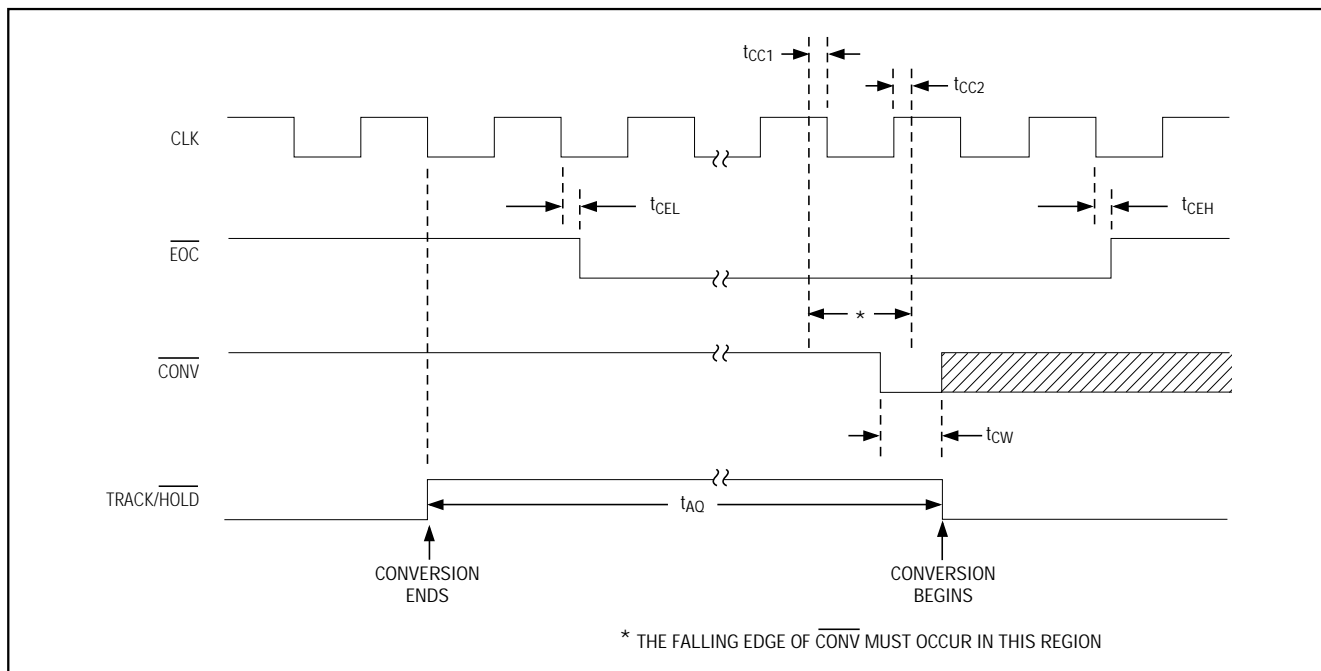 tCC1
tCC2
CLK
tCEL
tCEH
EOC
*
CONV
tCW
TRACK/HOLD
tAQ
CONVERSION
ENDS
CONVERSION
BEGINS
* THE FALLING EDGE OF CONV MUST OCCUR IN THIS REGION